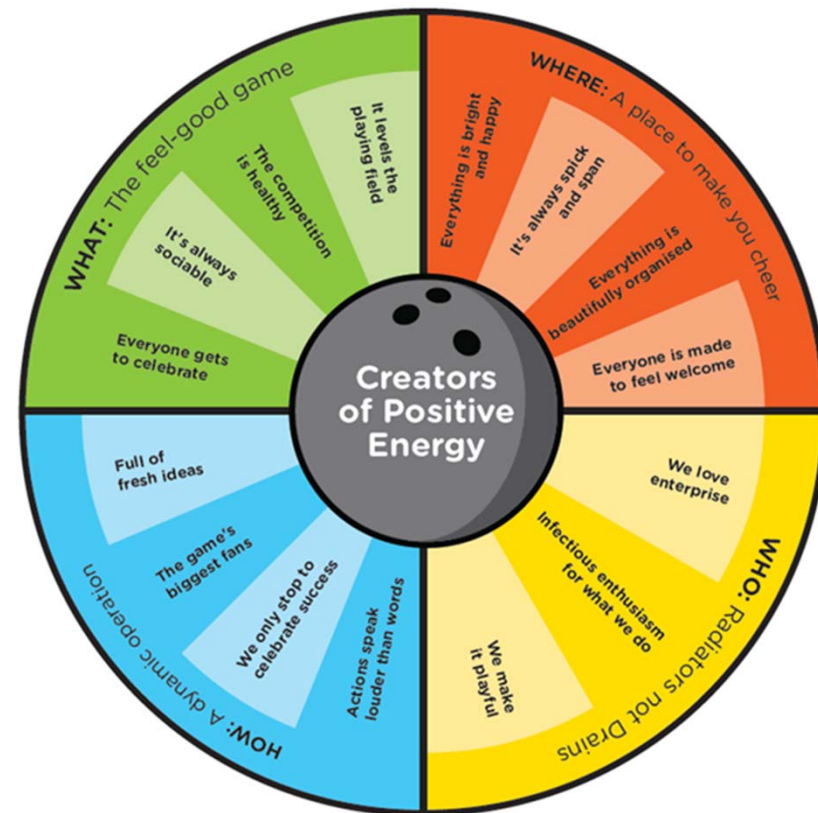 WHAT: The feel-good game
Everyone gets
to celebrate
It's always
sociable
The competition
is healthy
It levels the
playing field
WHERE: A place to make you cheer
Everything is bright
and happy
It's always spick
and span
Everything is
beautifully organised
Everyone is made
to feel welcome
Creators
of Positive
Energy
WHO: Radiators not Drains
We love
enterprise
Infectious enthusiasm
for what we do
We make
it playful
HOW: A dynamic operation
Full of
fresh ideas
The game's
biggest fans
We only stop to
celebrate success
Actions speak
louder than words